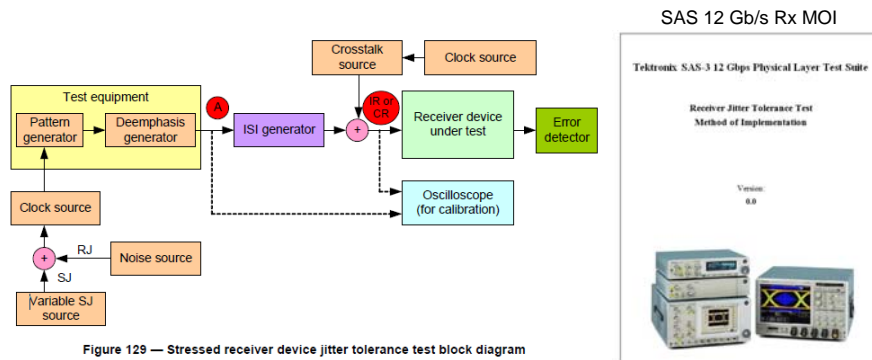 SAS 12 Gb/s Rx MOI
Crosstalk
source
Clock source
Test equipment
Pattern
generator
Deemphasis
generator
A
ISI generator
+
IR or
CR
Receiver device
under test
Error
detector
Clock source
Oscilloscope
(for calibration)
+
RJ
SJ
Noise source
Variable SJ
source
Figure 129 — Stressed receiver device jitter tolerance test block diagram
Tektronix SAS-3 12 Gbps Physical Layer Test Suite
Receiver Jitter Tolerance Test
Method of Implementation
Version:
0.0